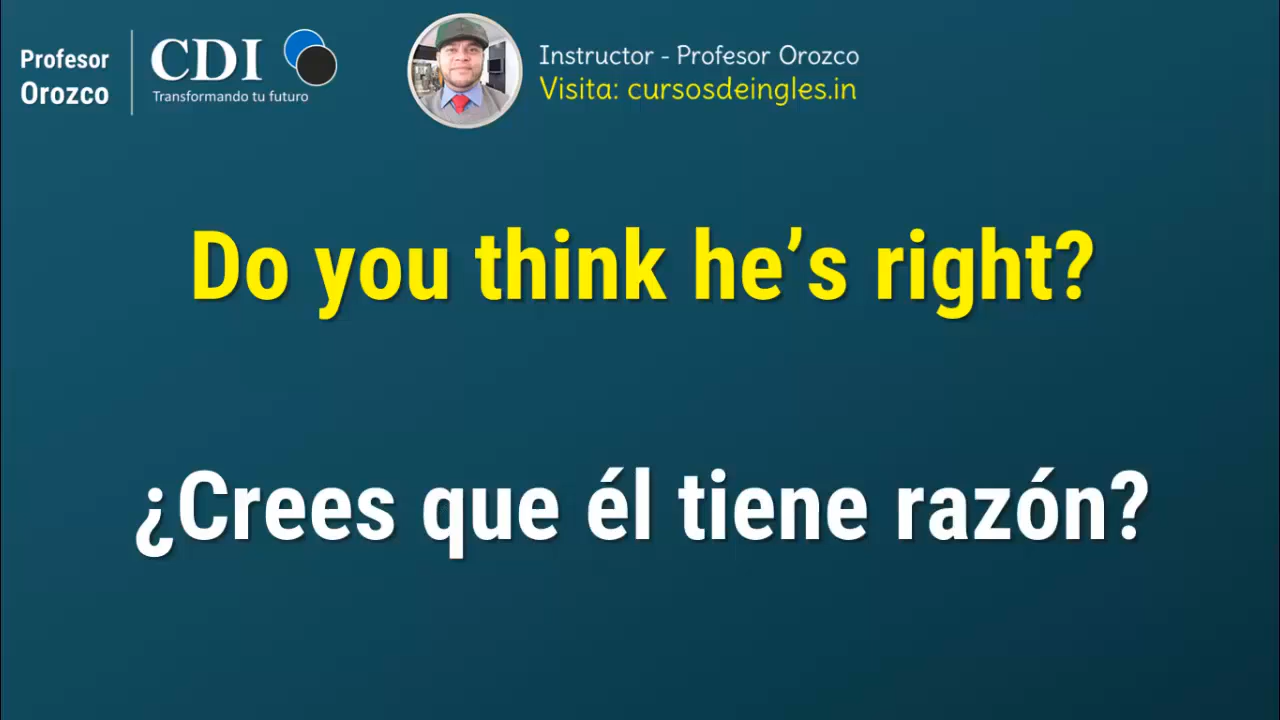 Profesor
Orozco
CDI
Transformando tu futuro
Instructor - Profesor Orozco
Visita: cursosdeingles.in
Do you think he’s right?
¿Crees que él tiene razón?